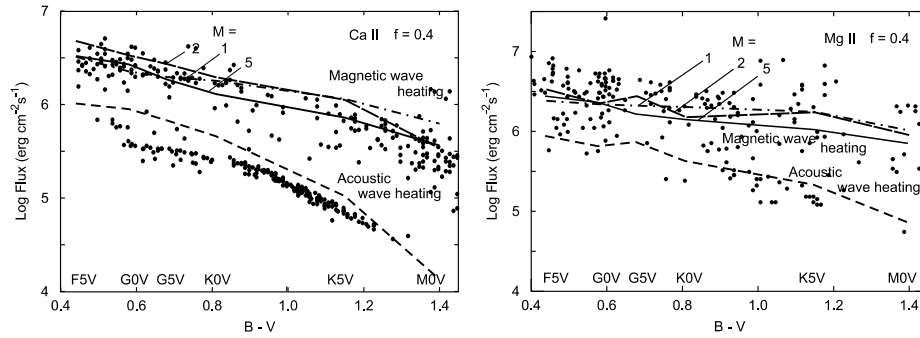 7
6
5
4
Log Flux (erg cm⁻²s⁻¹)
M =
2
1
5
Ca II f = 0.4
Magnetic wave
heating
Acoustic
wave heating
F5V G0V G5V K0V K5V M0V
0.4 0.6 0.8 1.0 1.2 1.4
B - V
7
6
5
4
Log Flux (erg cm⁻²s⁻¹)
M =
1
2
5
Mg II f = 0.4
Magnetic wave heating
Acoustic
wave heating
F5V G0V G5V K0V K5V M0V
0.4 0.6 0.8 1.0 1.2 1.4
B - V